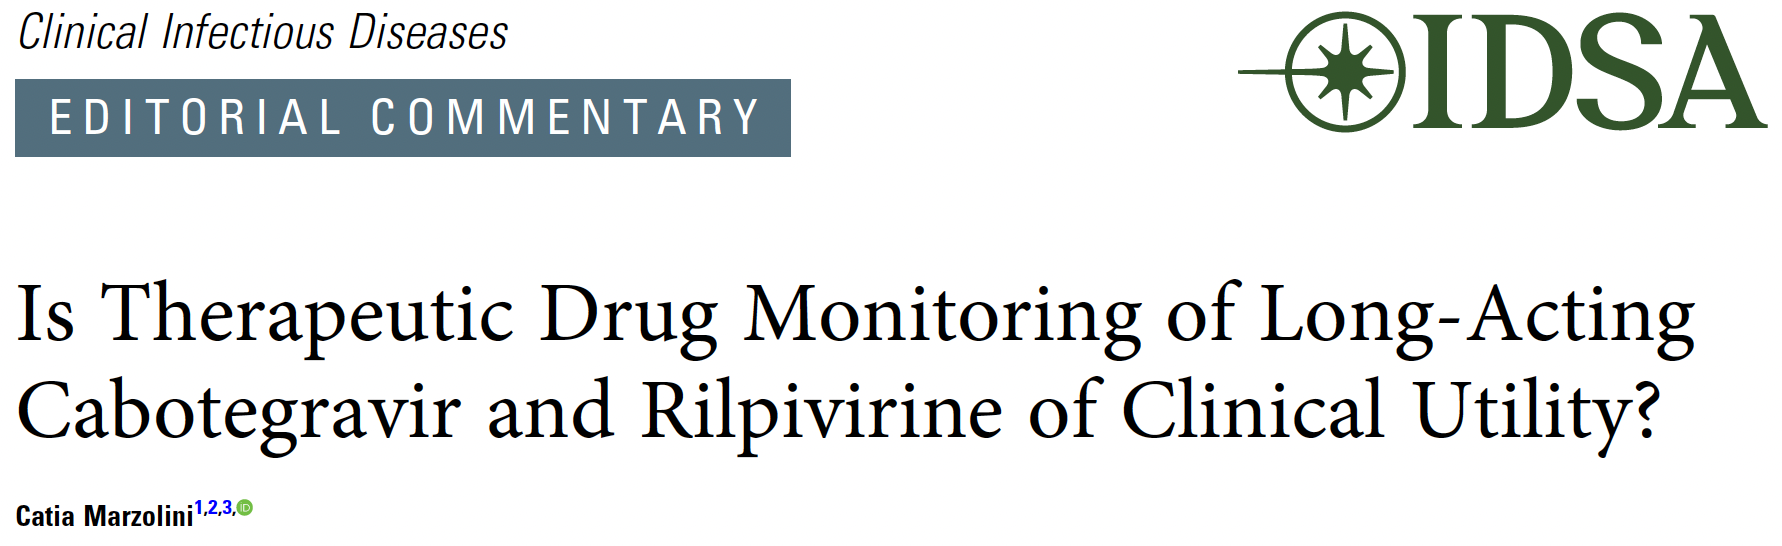 Clinical Infectious Diseases
IDSA
EDITORIAL COMMENTARY
Is Therapeutic Drug Monitoring of Long-Acting
Cabotegravir and Rilpivirine of Clinical Utility?
Catia Marzolini1,2,3, iD